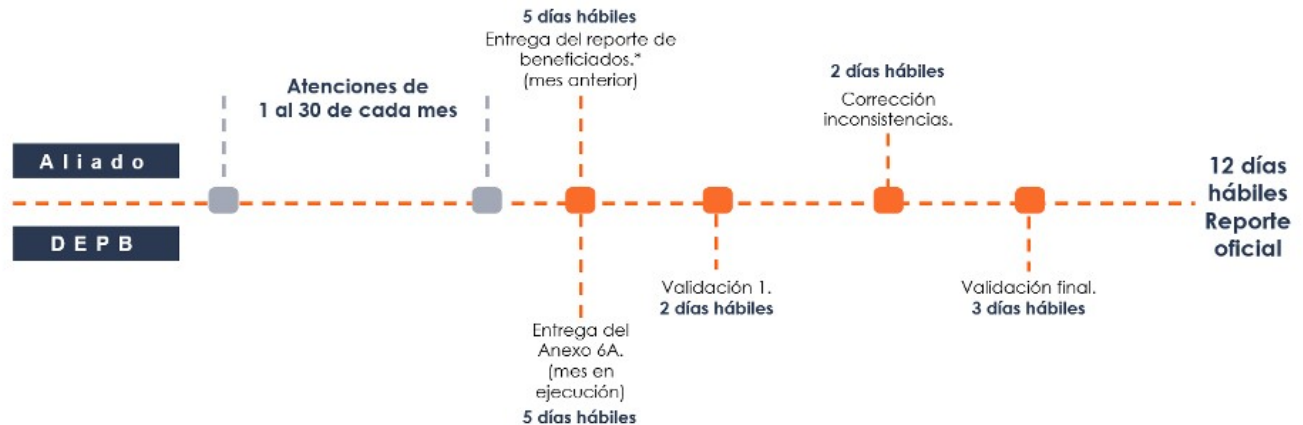 5 días hábiles
Entrega del reporte de
beneficiados.*
(mes anterior)
Atenciones de
1 al 30 de cada mes
2 días hábiles
Corrección
inconsistencias.
Aliado
DEPB
12 días
hábiles
Reporte
oficial
Validación 1.
2 días hábiles
Validación final.
3 días hábiles
Entrega del
Anexo 6A.
(mes en
ejecución)
5 días hábiles